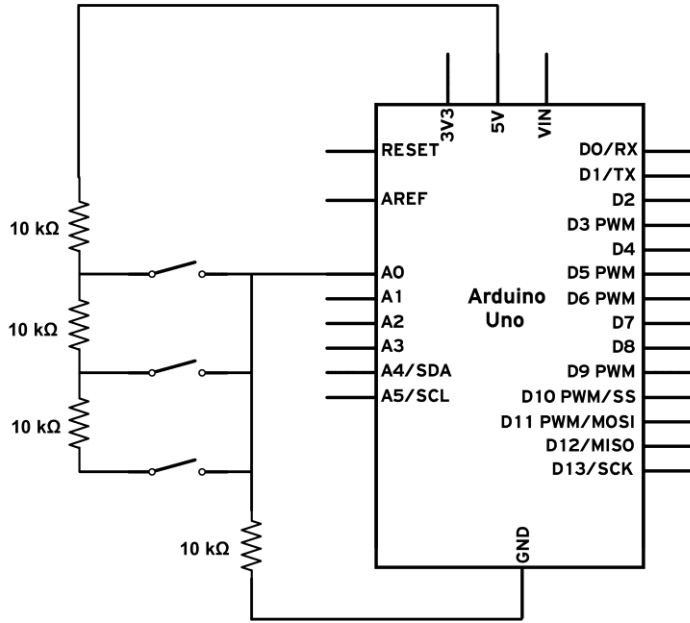 3V3
5V
VIN
RESET
AREF
A0
A1
A2
A3
A4/SDA
A5/SCL
Arduino
Uno
D0/RX
D1/TX
D2
D3 PWM
D4
D5 PWM
D6 PWM
D7
D8
D9 PWM
D10 PWM/SS
D11 PWM/MOSI
D12/MISO
D13/SCK
GND
10 kΩ
10 kΩ
10 kΩ
10 kΩ